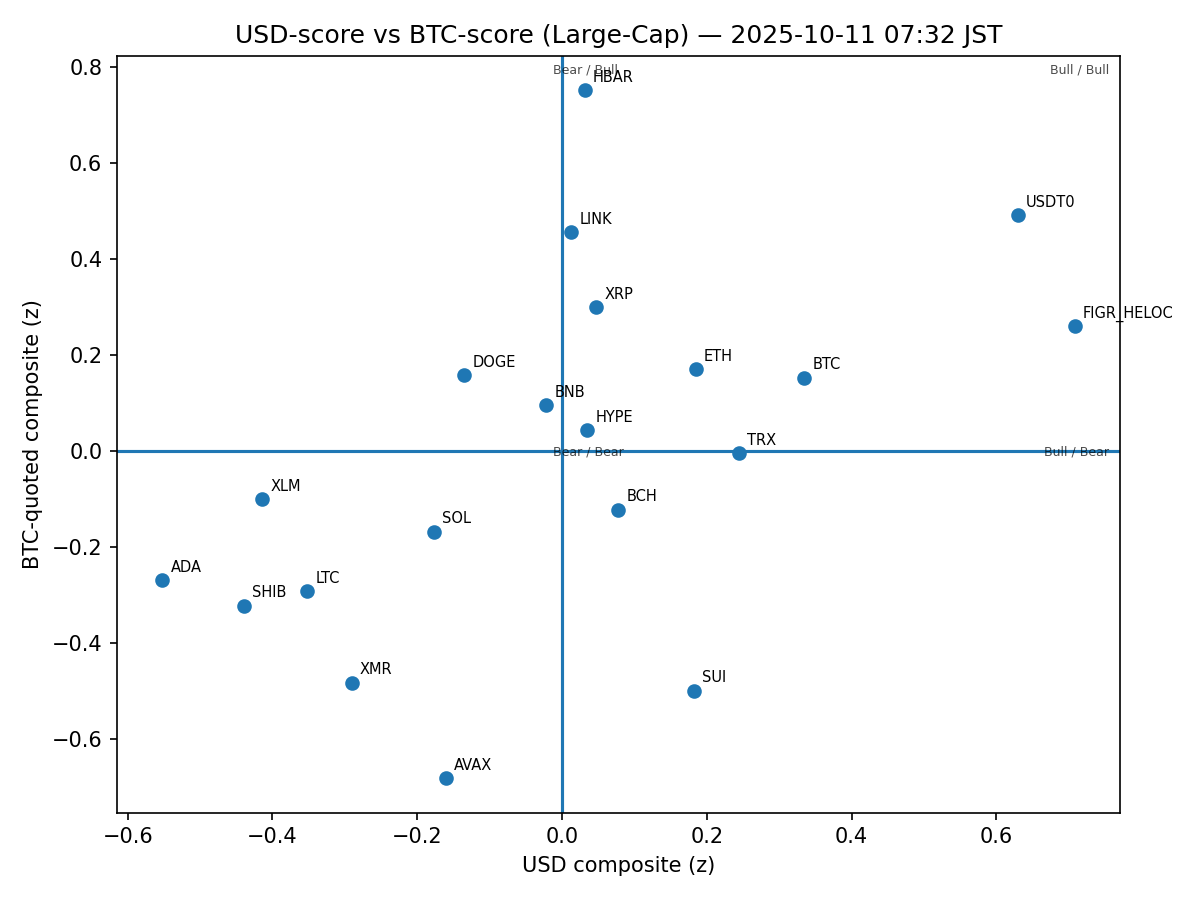 USD-score vs BTC-score (Large-Cap) — 2025-10-11 07:32 JST
Bear / Bull
Bull / Bull
HBAR
USDT0
LINK
XRP
FIGR_HELOC
DOGE
ETH
BTC
BNB
HYPE
TRX
Bear / Bear
Bull / Bear
XLM
BCH
SOL
ADA
LTC
SHIB
XMR
SUI
AVAX
0.8
0.6
0.4
0.2
0.0
−0.2
−0.4
−0.6
BTC-quoted composite (z)
−0.6
−0.4
−0.2
0.0
0.2
0.4
0.6
USD composite (z)